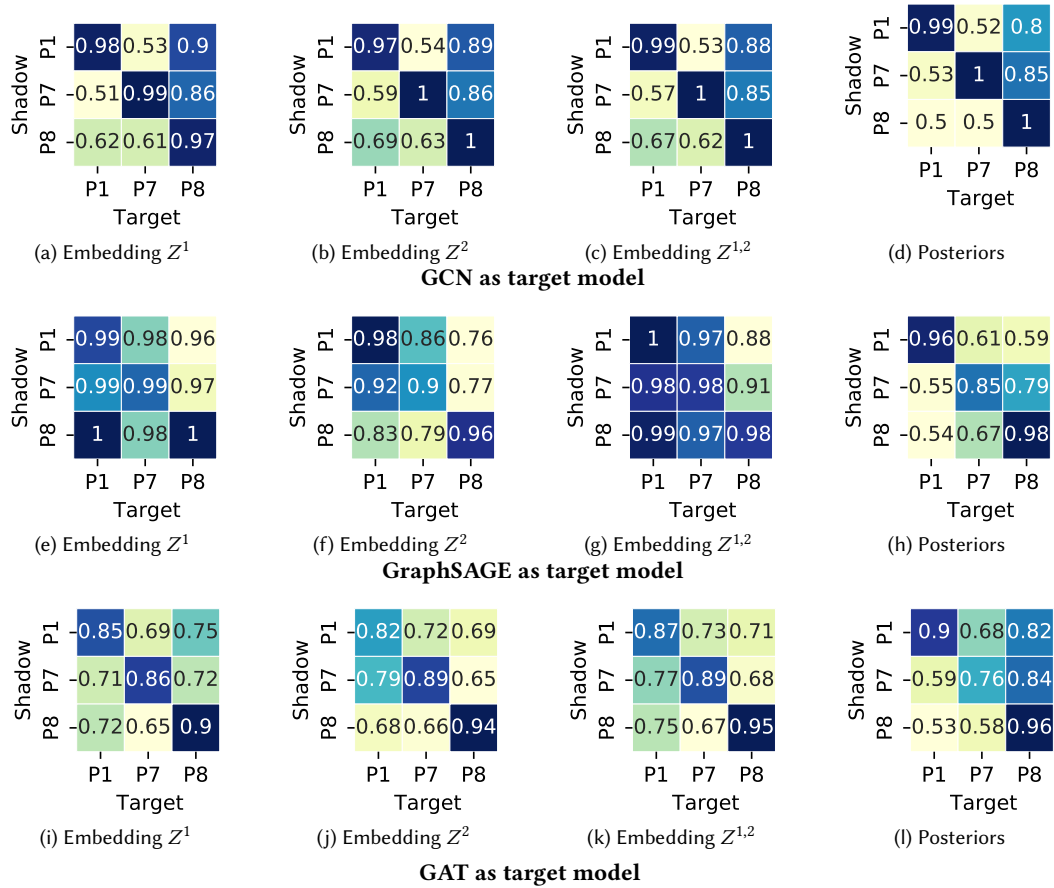 Shadow
P1 0.98 0.53 0.9
P7 0.51 0.99 0.86
P8 0.62 0.61 0.97
P1 P7 P8
Target
(a) Embedding Z^1
Shadow
P1 0.97 0.54 0.89
P7 0.59 1 0.86
P8 0.69 0.63 1
P1 P7 P8
Target
(b) Embedding Z^2
Shadow
P1 0.99 0.53 0.88
P7 0.57 1 0.85
P8 0.67 0.62 1
P1 P7 P8
Target
(c) Embedding Z^{1,2}
Shadow
P1 0.99 0.52 0.8
P7 0.53 1 0.85
P8 0.5 0.5 1
P1 P7 P8
Target
(d) Posteriors
GCN as target model
Shadow
P1 0.99 0.98 0.96
P7 0.99 0.99 0.97
P8 1 0.98 1
P1 P7 P8
Target
(e) Embedding Z^1
Shadow
P1 0.98 0.86 0.76
P7 0.92 0.9 0.77
P8 0.83 0.79 0.96
P1 P7 P8
Target
(f) Embedding Z^2
Shadow
P1 1 0.97 0.88
P7 0.98 0.98 0.91
P8 0.99 0.97 0.98
P1 P7 P8
Target
(g) Embedding Z^{1,2}
Shadow
P1 0.96 0.61 0.59
P7 0.55 0.85 0.79
P8 0.54 0.67 0.98
P1 P7 P8
Target
(h) Posteriors
GraphSAGE as target model
Shadow
P1 0.85 0.69 0.75
P7 0.71 0.86 0.72
P8 0.72 0.65 0.9
P1 P7 P8
Target
(i) Embedding Z^1
Shadow
P1 0.82 0.72 0.69
P7 0.79 0.89 0.65
P8 0.68 0.66 0.94
P1 P7 P8
Target
(j) Embedding Z^2
Shadow
P1 0.87 0.73 0.71
P7 0.77 0.89 0.68
P8 0.75 0.67 0.95
P1 P7 P8
Target
(k) Embedding Z^{1,2}
Shadow
P1 0.9 0.68 0.82
P7 0.59 0.76 0.84
P8 0.53 0.58 0.96
P1 P7 P8
Target
(l) Posteriors
GAT as target model